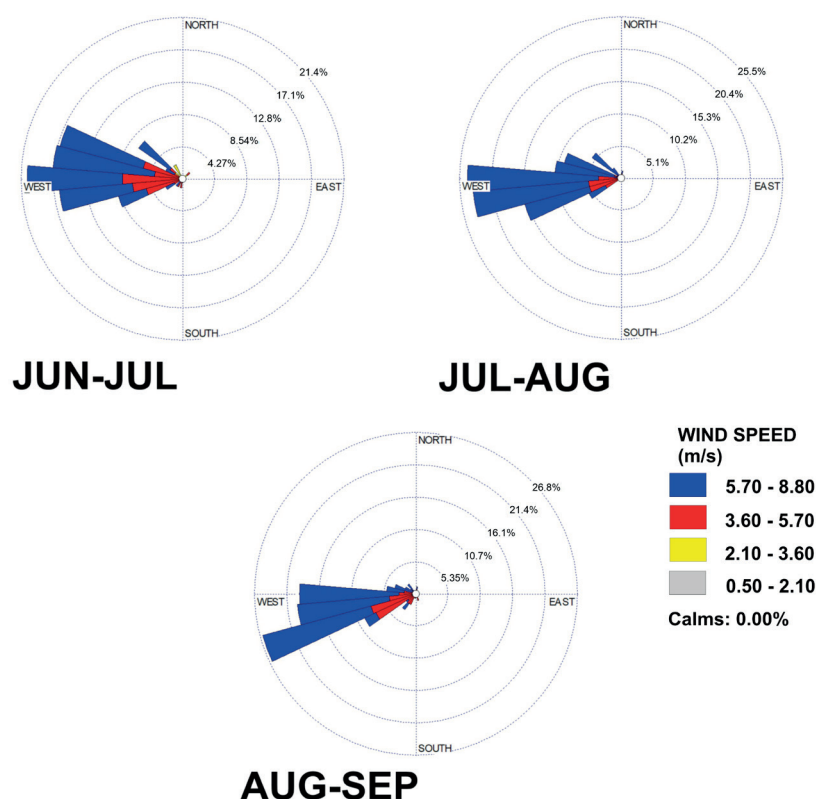 NORTH
21.4%
17.1%
12.8%
8.54%
4.27%
WEST
EAST
SOUTH
JUN-JUL
NORTH
25.5%
20.4%
15.3%
10.2%
5.1%
WEST
EAST
SOUTH
JUL-AUG
NORTH
26.8%
21.4%
16.1%
10.7%
5.35%
WEST
EAST
SOUTH
AUG-SEP
WIND SPEED
(m/s)
5.70 - 8.80
3.60 - 5.70
2.10 - 3.60
0.50 - 2.10
Calms: 0.00%